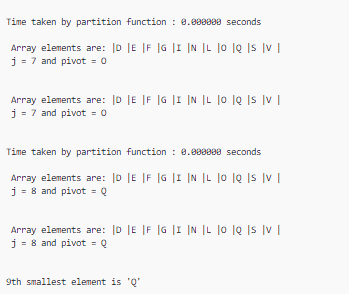 Time taken by partition function : 0.000000 seconds
Array elements are: |D |E |F |G |I |N |L |O |Q |S |V |
j = 7 and pivot = O
Array elements are: |D |E |F |G |I |N |L |O |Q |S |V |
j = 7 and pivot = O
Time taken by partition function : 0.000000 seconds
Array elements are: |D |E |F |G |I |N |L |O |Q |S |V |
j = 8 and pivot = Q
Array elements are: |D |E |F |G |I |N |L |O |Q |S |V |
j = 8 and pivot = Q
9th smallest element is 'Q'